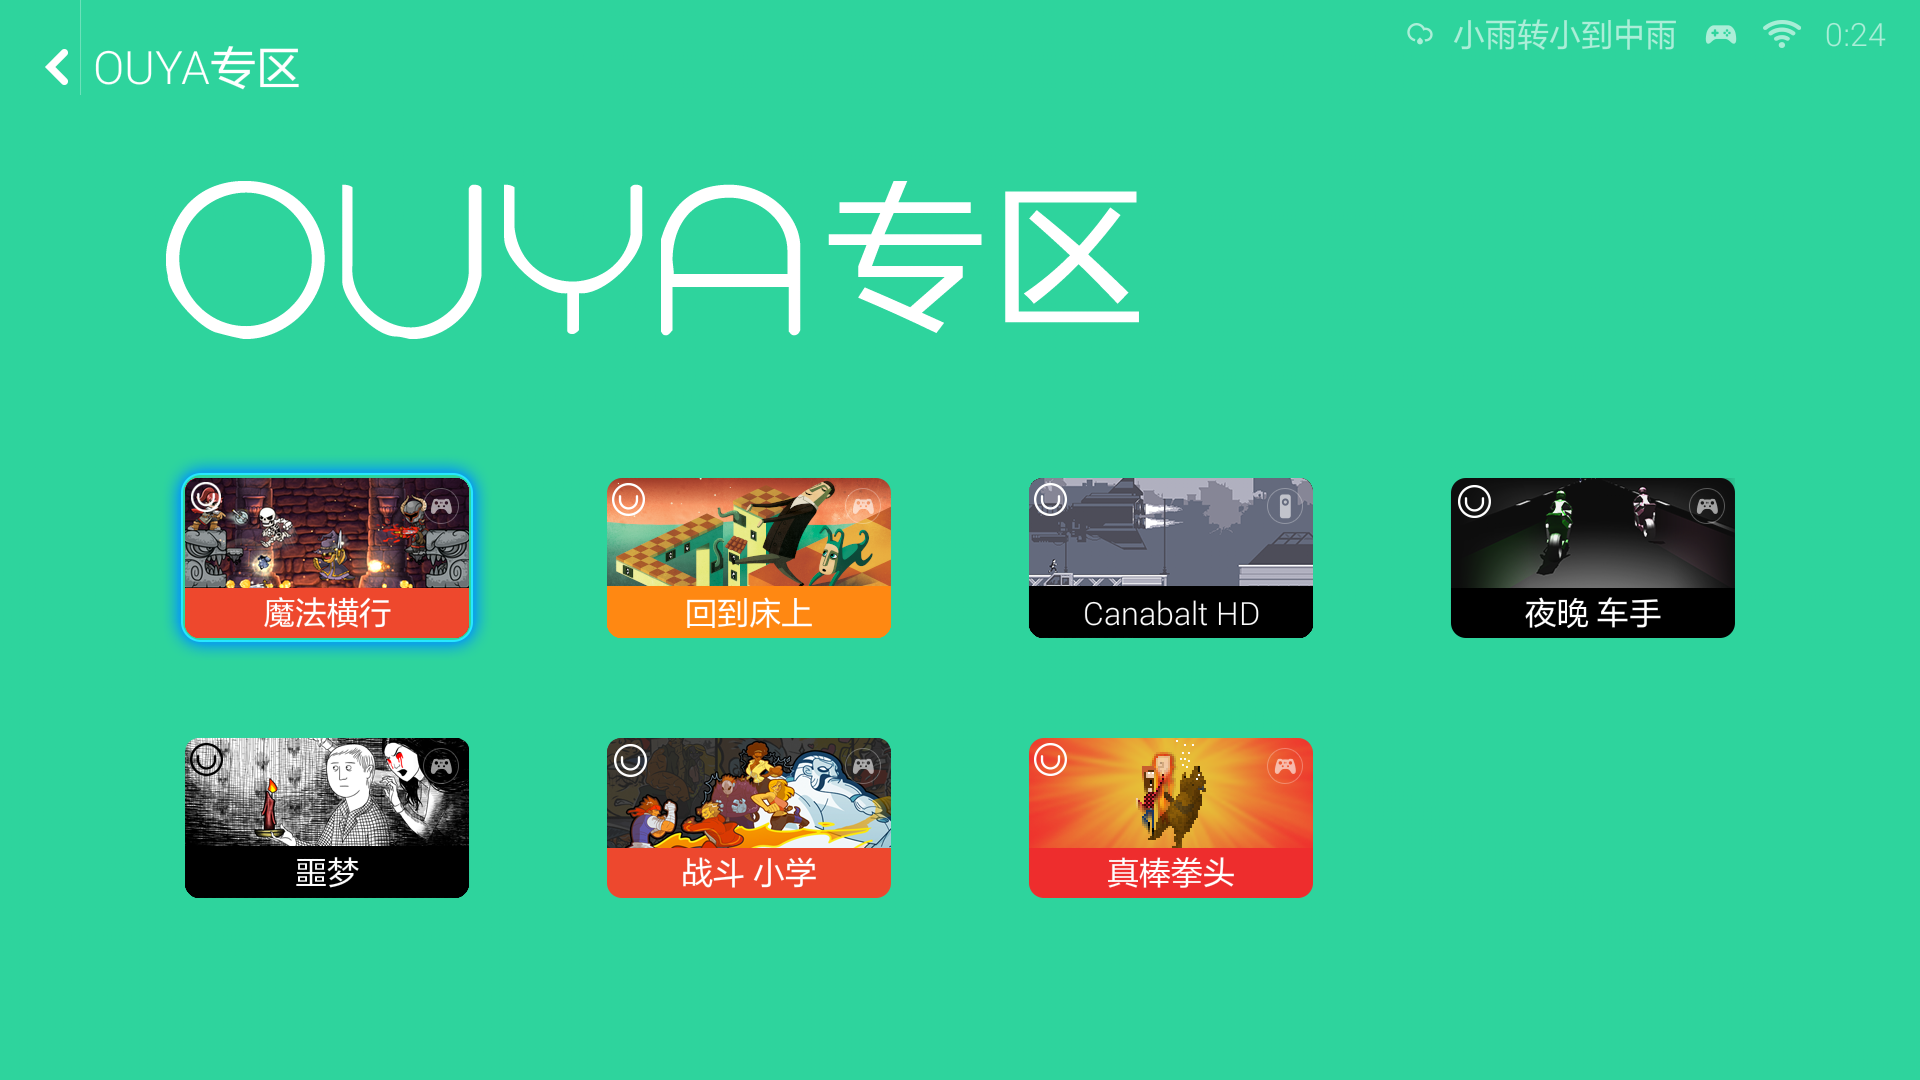 OUYA专区
小雨转小到中雨
0:24
OUYA专区
魔法横行
回到床上
Canabalt HD
夜晚 车手
噩梦
战斗 小学
真棒拳头